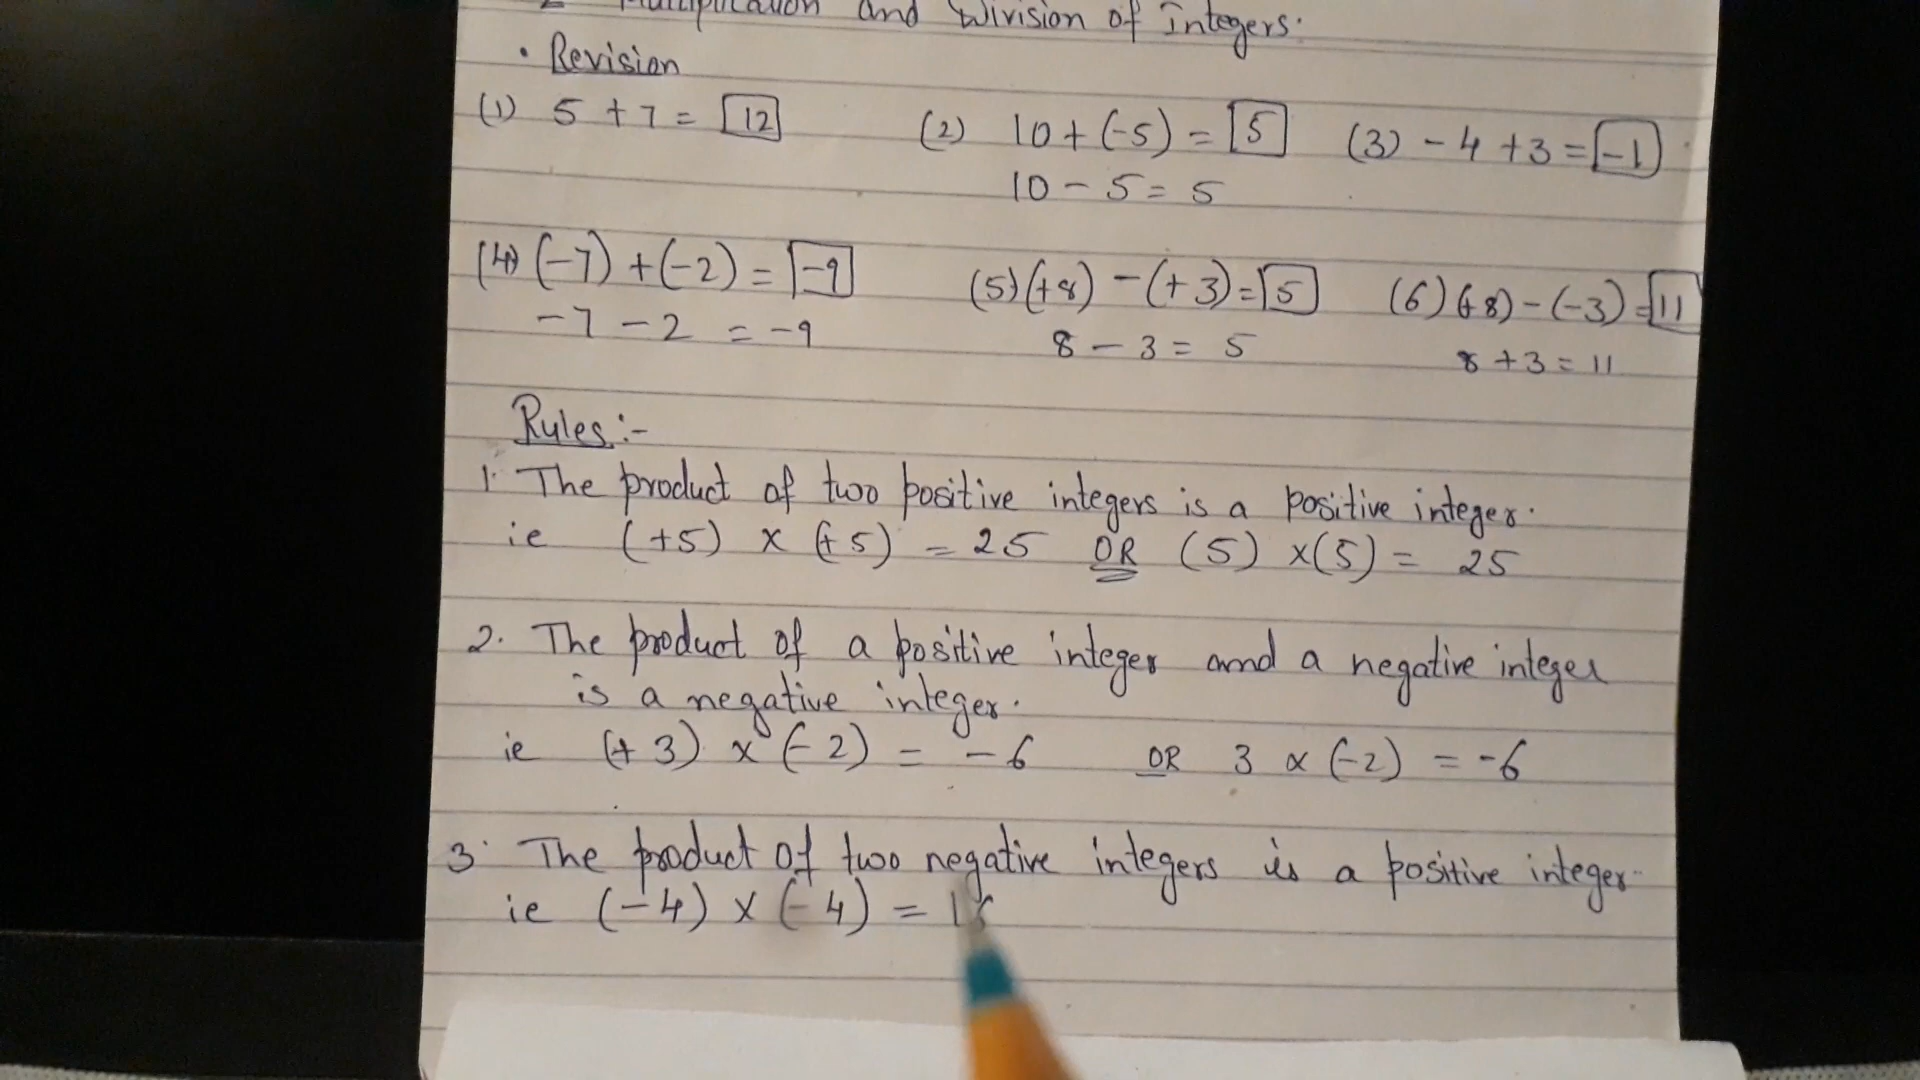 2 Multiplication and Division of Integers.
• Revision
(1) 5 + 7 = 12 (2) 10 + (-5) = 5 (3) - 4 + 3 = -1
10 - 5 = 5
(4) (-7) + (-2) = -9 (5) (+8) - (+3) = 5 (6) (+8) - (-3) = 11
-7 - 2 = -9 8 - 3 = 5 8 + 3 = 11
Rules :-
1. The product of two positive integers is a positive integer.
ie (+5) x (+5) = 25 OR (5) x (5) = 25
2. The product of a positive integer and a negative integer
is a negative integer.
ie (+3) x (-2) = -6 OR 3 x (-2) = -6
3. The product of two negative integers is a positive integer.
ie (-4) x (-4) =